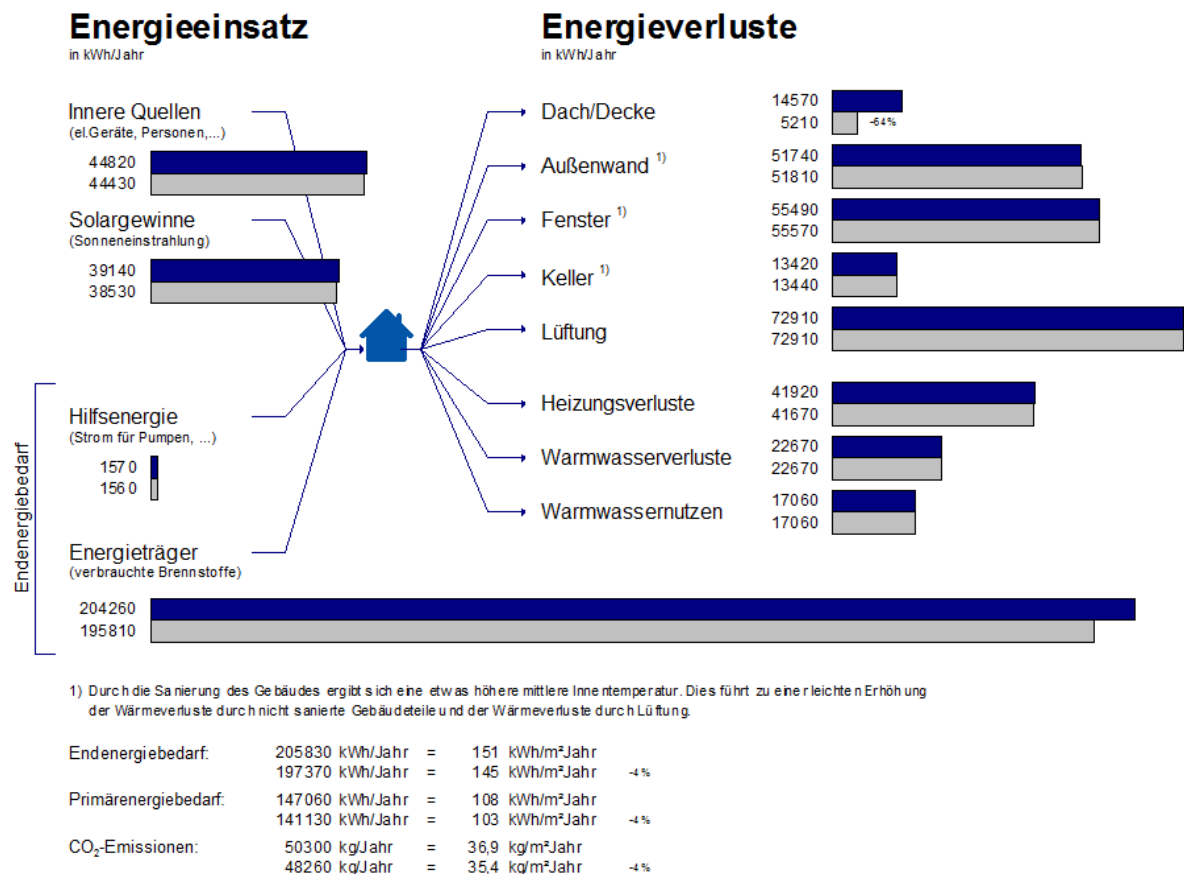 Energieeinsatz
in kWh/Jahr
Innere Quellen
(el.Geräte, Personen,...)
44820
44430
Solargewinne
(Sonneneinstrahlung)
39140
38530
Endenergiebedarf
Hilfsenergie
(Strom für Pumpen, ...)
1570
1560
Energieträger
(verbrauchte Brennstoffe)
204260
195810
Energieverluste
in kWh/Jahr
Dach/Decke
14570
5210 -64%
Außenwand 1)
51740
51810
Fenster 1)
55490
55570
Keller 1)
13420
13440
Lüftung
72910
72910
Heizungsverluste
41920
41670
Warmwasserverluste
22670
22670
Warmwassernutzen
17060
17060
1) Durch die Sanierung des Gebäudes ergibt sich eine etwas höhere mittlere Innentemperatur. Dies führt zu einer leichten Erhöhung
der Wärmeverluste durch nicht sanierte Gebäudeteile und der Wärmeverluste durch Lüftung.
Endenergiebedarf: 205830 kWh/Jahr = 151 kWh/m²Jahr
197370 kWh/Jahr = 145 kWh/m²Jahr -4%
Primärenergiebedarf: 147060 kWh/Jahr = 108 kWh/m²Jahr
141130 kWh/Jahr = 103 kWh/m²Jahr -4%
CO₂-Emissionen: 50300 kg/Jahr = 36,9 kg/m²Jahr
48260 kg/Jahr = 35,4 kg/m²Jahr -4%